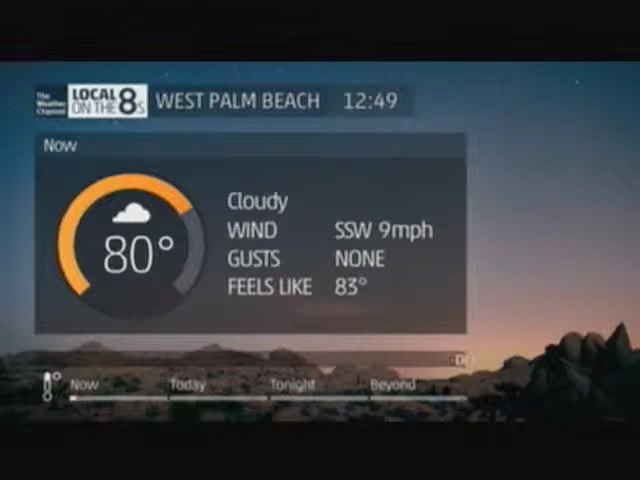 The
Weather
Channel
LOCAL
ON THE 8s
WEST PALM BEACH 12:49
Now
80°
Cloudy
WIND SSW 9mph
GUSTS NONE
FEELS LIKE 83°
Now Today Tonight Beyond